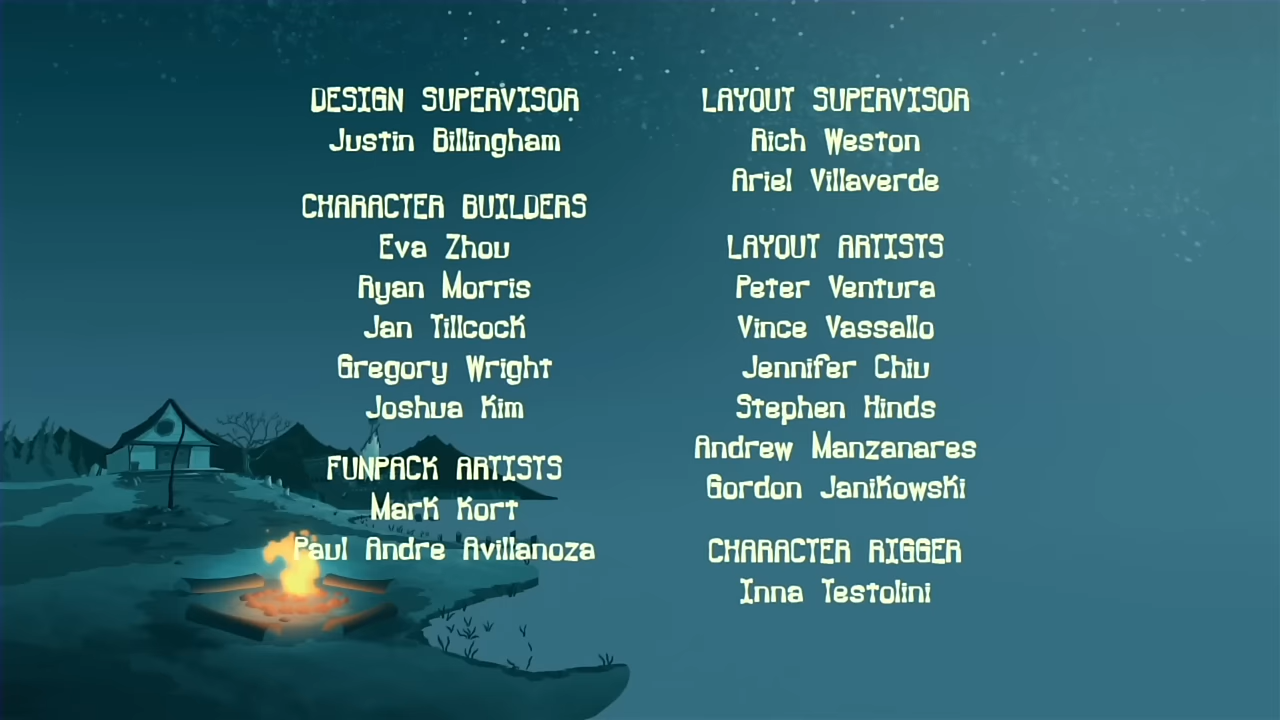 DESIGN SUPERVISOR
Justin Billingham
CHARACTER BUILDERS
Eva Zhou
Ryan Morris
Jan Tillcock
Gregory Wright
Joshua Kim
FUNPACK ARTISTS
Mark Kort
Paul Andre Avillanoza
LAYOUT SUPERVISOR
Rich Weston
Ariel Villaverde
LAYOUT ARTISTS
Peter Ventura
Vince Vassallo
Jennifer Chiu
Stephen Hinds
Andrew Manzanares
Gordon Janikowski
CHARACTER RIGGER
Inna Testolini